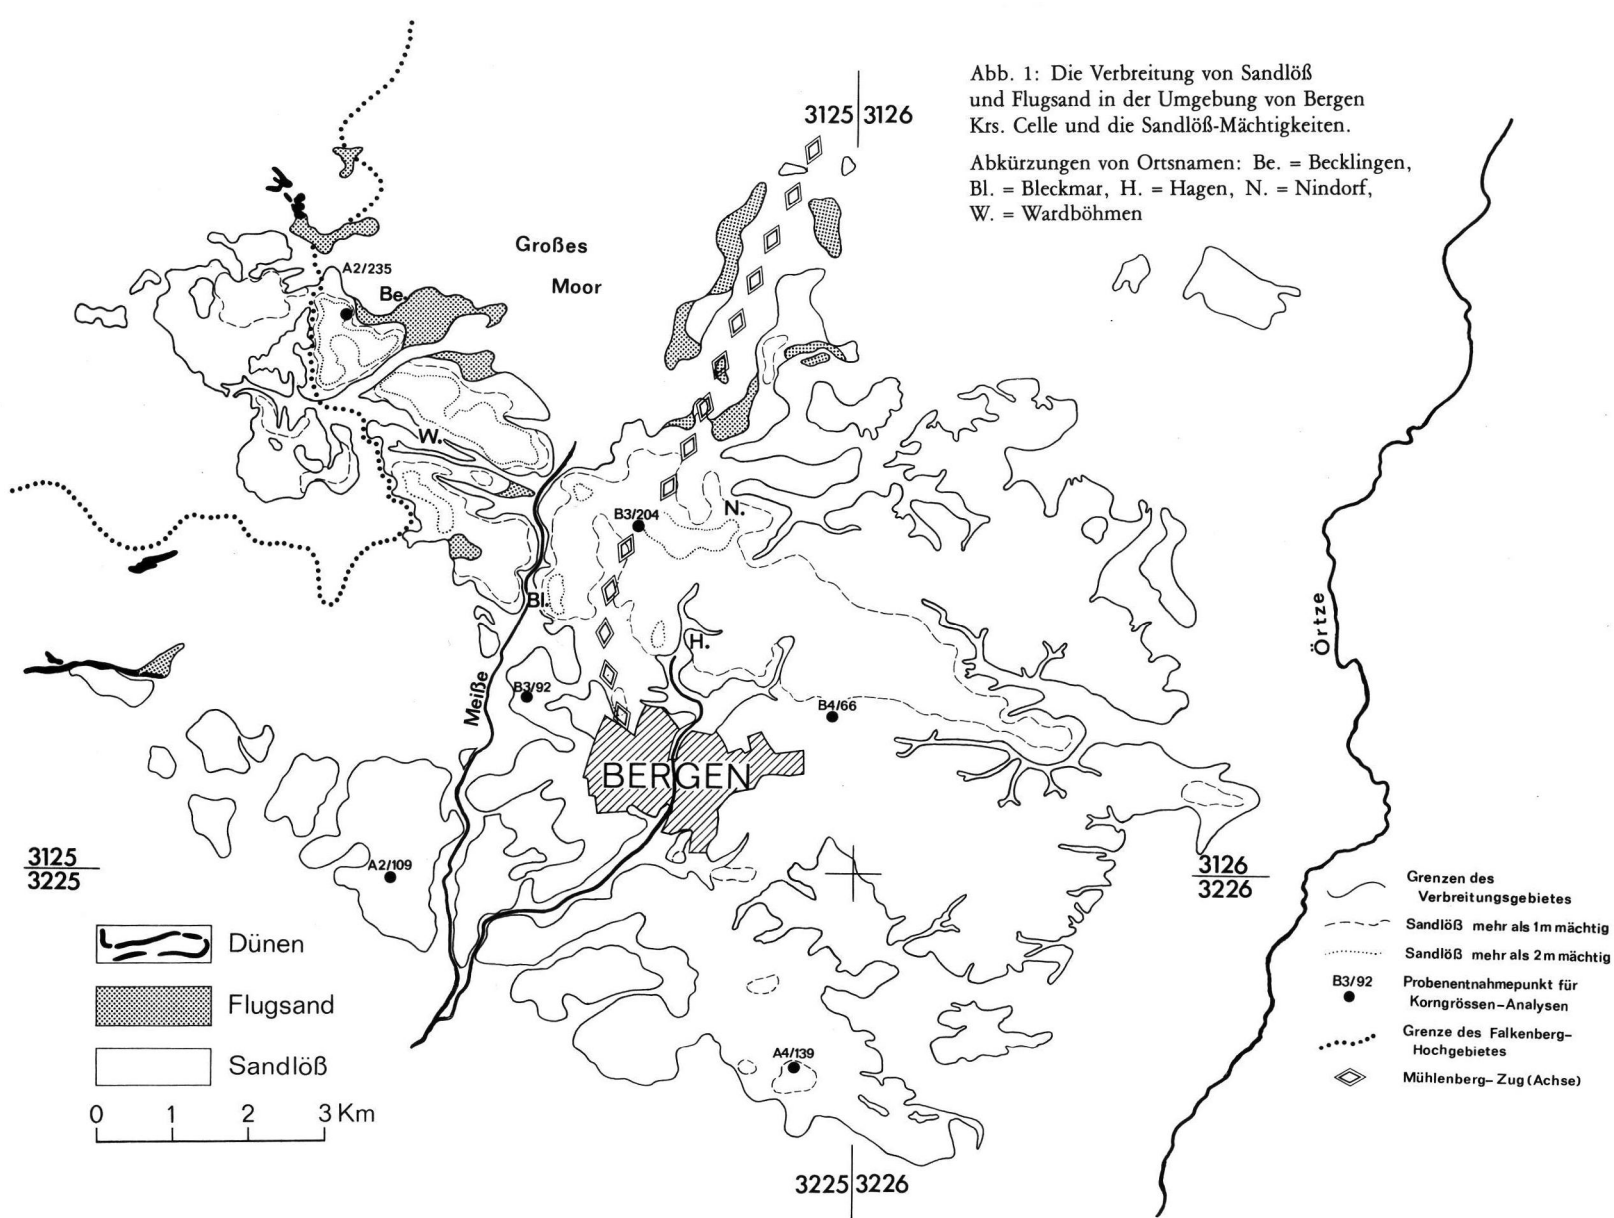 Abb. 1: Die Verbreitung von Sandlöß
und Flugsand in der Umgebung von Bergen
Krs. Celle und die Sandlöß-Mächtigkeiten.
Abkürzungen von Ortsnamen: Be. = Becklingen,
Bl. = Bleckmar, H. = Hagen, N. = Nindorf,
W. = Wardböhmen
3125 3126
Großes
Moor
A2/235
Be.
W.
B3/204
N.
Bl.
H.
Örtze
Meiße
B3/92
B4/66
BERGEN
3125
3225
A2/109
3126
3226
Dünen
Flugsand
Sandlöß
0 1 2 3 Km
A4/139
3225 3226
Grenzen des
Verbreitungsgebietes
Sandlöß mehr als 1m mächtig
Sandlöß mehr als 2m mächtig
B3/92 Probenentnahmepunkt für
Korngrössen-Analysen
Grenze des Falkenberg-
Hochgebietes
Mühlenberg-Zug (Achse)